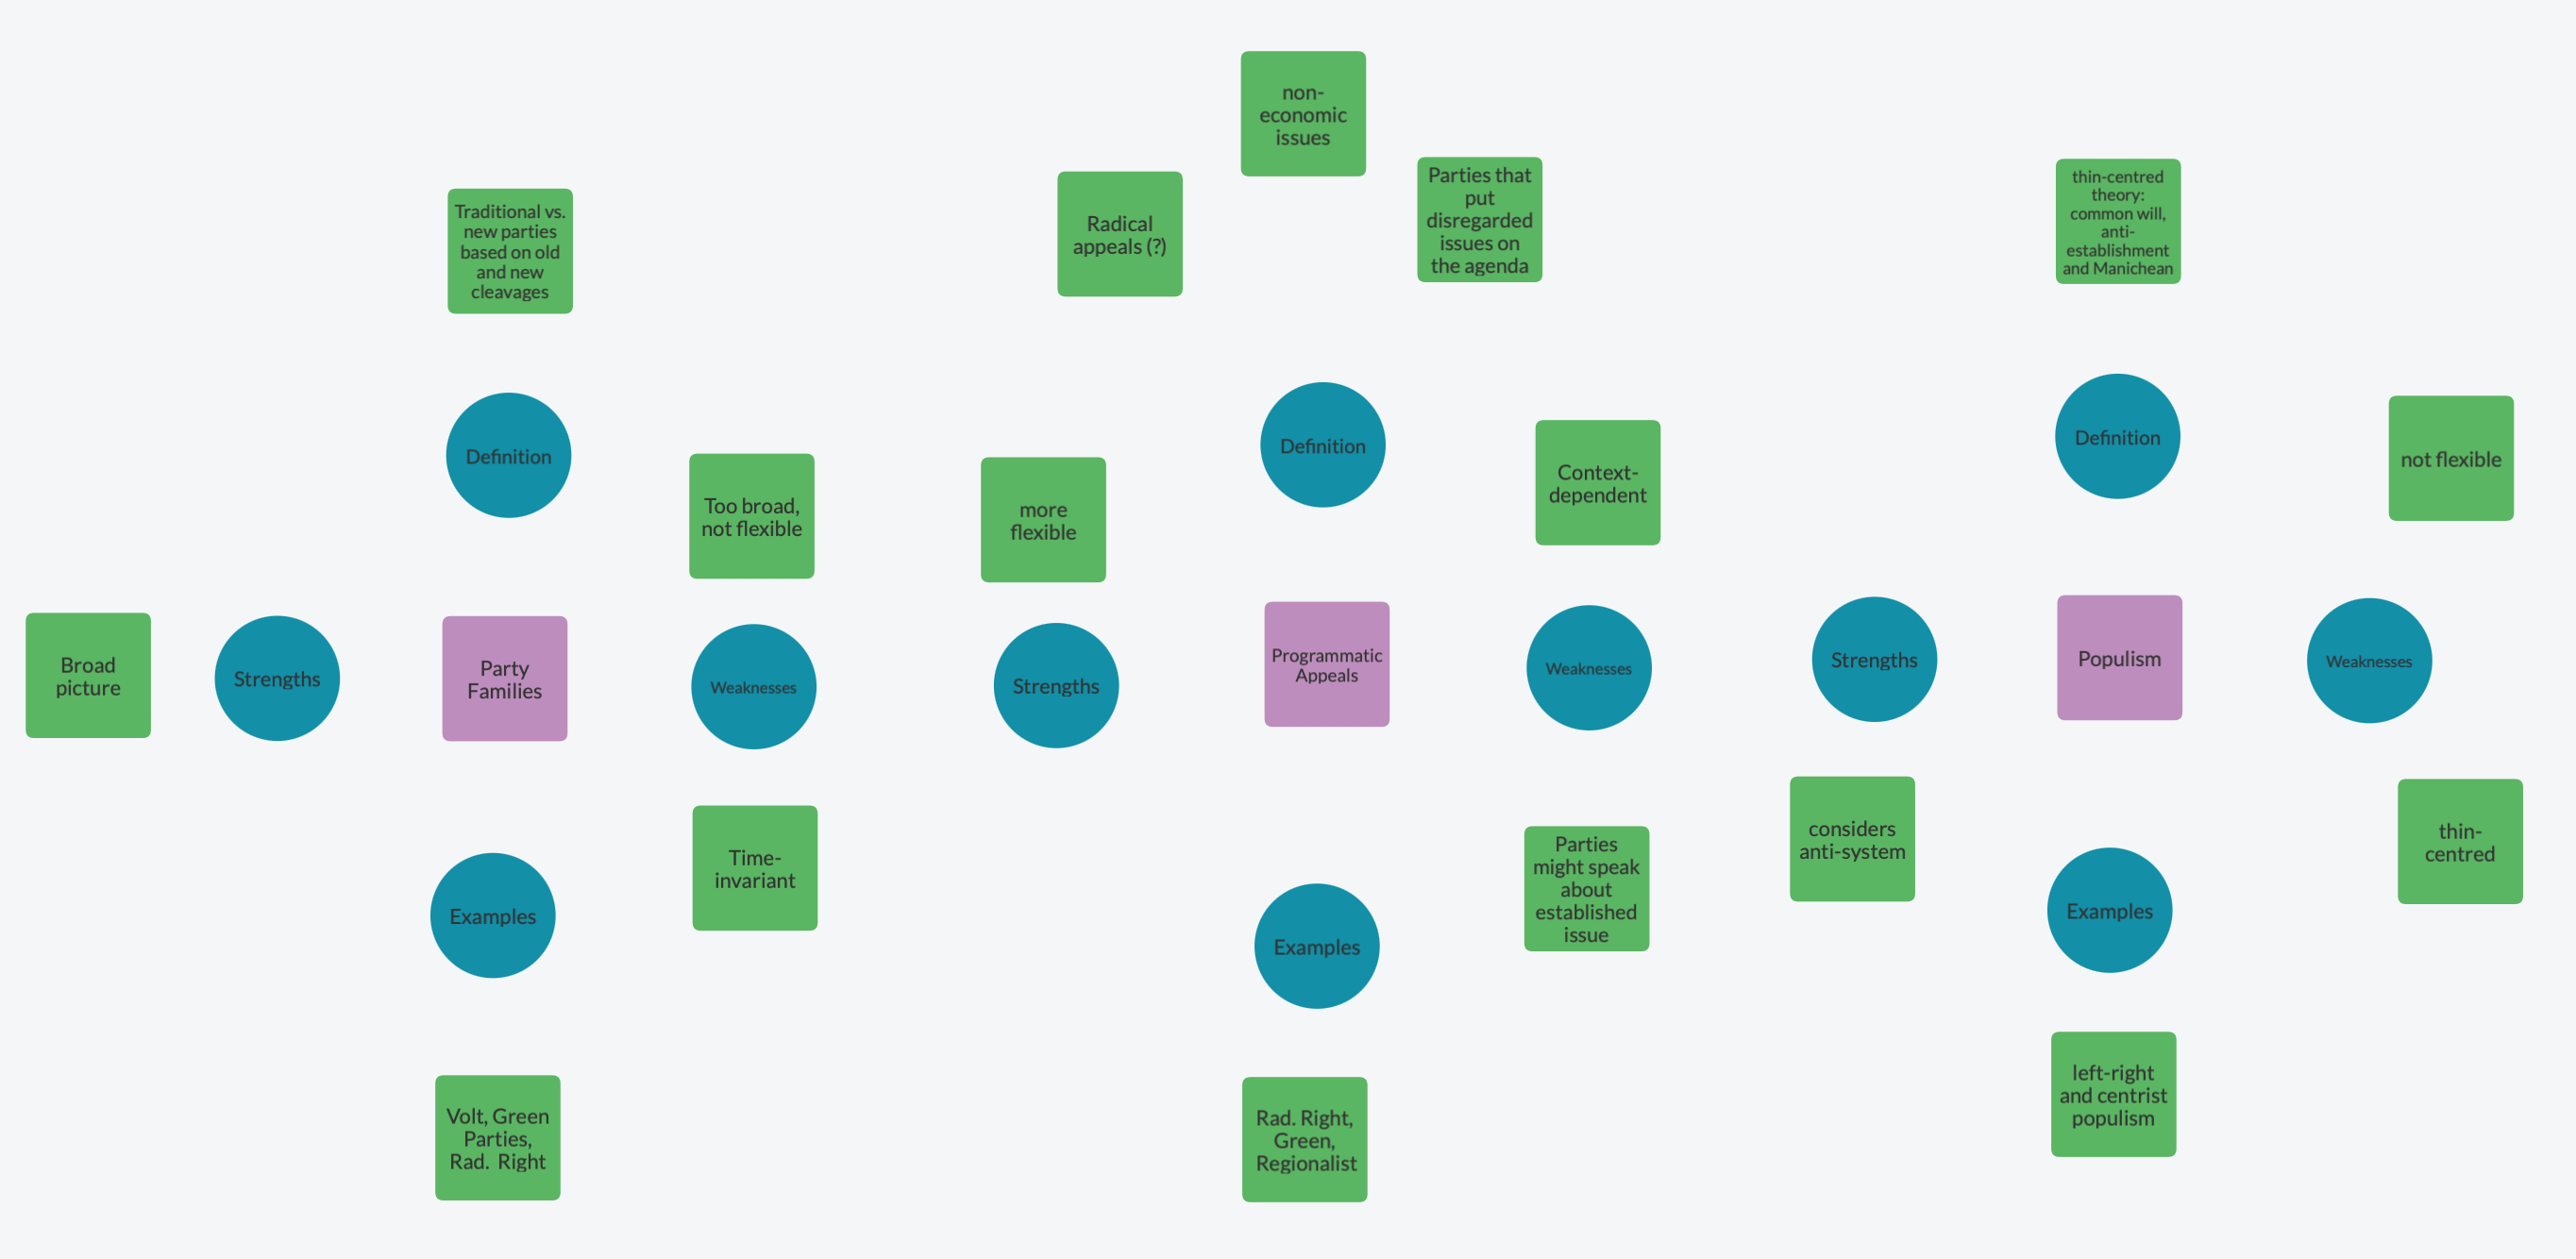 Traditional vs.
new parties
based on old
and new
cleavages
Definition
Too broad,
not flexible
Broad
picture
Strengths
Party
Families
Weaknesses
Time-
invariant
Examples
Volt, Green
Parties,
Rad. Right
non-
economic
issues
Radical
appeals (?)
Parties that
put
disregarded
issues on
the agenda
Definition
more
flexible
Context-
dependent
Strengths
Programmatic
Appeals
Weaknesses
Parties
might speak
about
established
issue
Examples
Rad. Right,
Green,
Regionalist
thin-centred
theory:
common will,
anti-
establishment
and Manichean
Definition
not flexible
Strengths
Populism
Weaknesses
considers
anti-system
thin-
centred
Examples
left-right
and centrist
populism